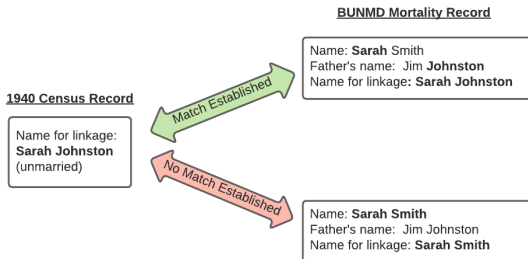 BUNMD Mortality Record
Name: Sarah Smith
Father's name: Jim Johnston
Name for linkage: Sarah Johnston
Match Established
1940 Census Record
Name for linkage:
Sarah Johnston
(unmarried)
No Match Established
Name: Sarah Smith
Father's name: Jim Johnston
Name for linkage: Sarah Smith